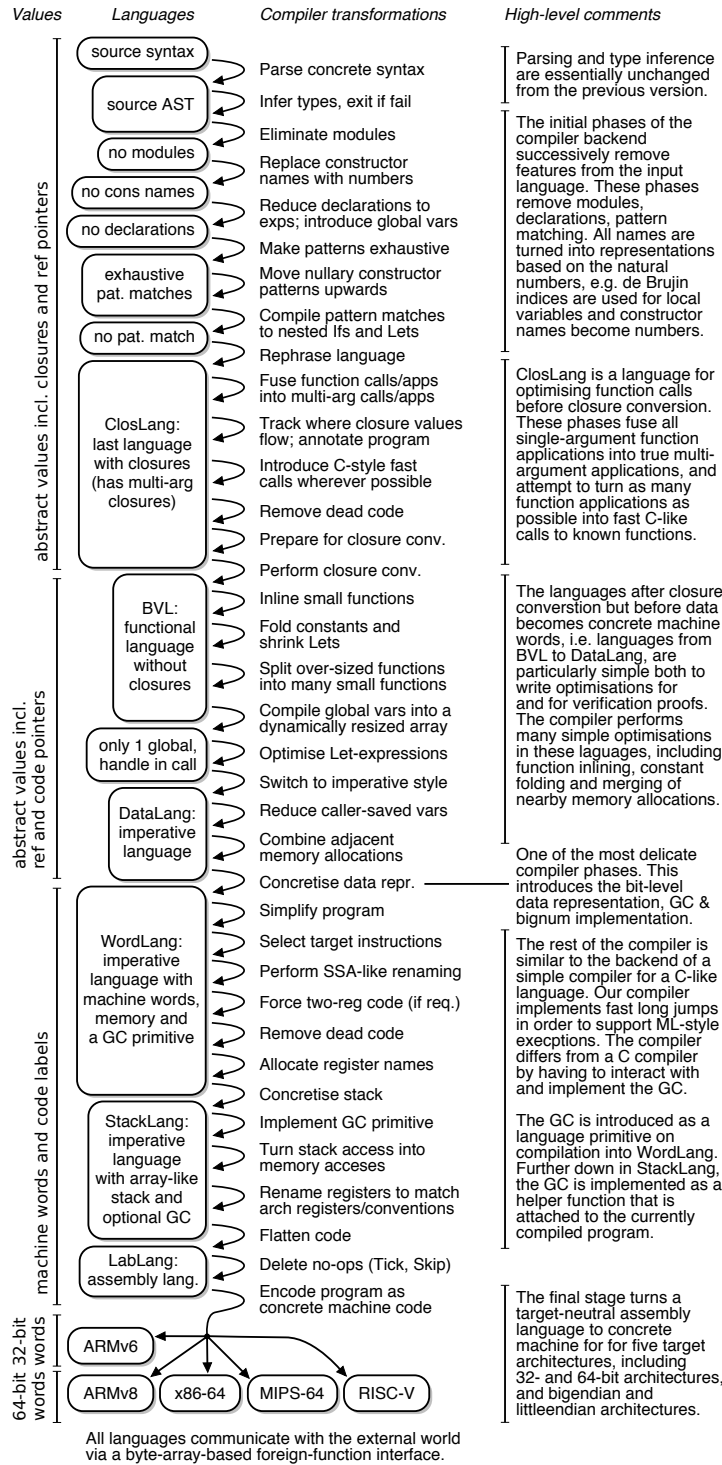 Values Languages Compiler transformations High-level comments
abstract values incl. closures and ref pointers
source syntax
Parse concrete syntax
source AST
Infer types, exit if fail
Eliminate modules
no modules
Replace constructor
names with numbers
no cons names
Reduce declarations to
exps; introduce global vars
no declarations
Make patterns exhaustive
exhaustive
pat. matches
Move nullary constructor
patterns upwards
Compile pattern matches
to nested Ifs and Lets
no pat. match
Rephrase language
ClosLang:
last language
with closures
(has multi-arg
closures)
Fuse function calls/apps
into multi-arg calls/apps
Track where closure values
flow; annotate program
Introduce C-style fast
calls wherever possible
Remove dead code
Prepare for closure conv.
Perform closure conv.
Parsing and type inference
are essentially unchanged
from the previous version.
The initial phases of the
compiler backend
successively remove
features from the input
language. These phases
remove modules,
declarations, pattern
matching. All names are
turned into representations
based on the natural
numbers, e.g. de Brujin
indices are used for local
variables and constructor
names become numbers.
ClosLang is a language for
optimising function calls
before closure conversion.
These phases fuse all
single-argument function
applications into true multi-
argument applications, and
attempt to turn as many
function applications as
possible into fast C-like
calls to known functions.
abstract values incl.
ref and code pointers
BVL:
functional
language
without
closures
Inline small functions
Fold constants and
shrink Lets
Split over-sized functions
into many small functions
Compile global vars into a
dynamically resized array
only 1 global,
handle in call
Optimise Let-expressions
Switch to imperative style
DataLang:
imperative
language
Reduce caller-saved vars
Combine adjacent
memory allocations
Concretise data repr.
The languages after closure
converstion but before data
becomes concrete machine
words, i.e. languages from
BVL to DataLang, are
particularly simple both to
write optimisations for
and for verification proofs.
The compiler performs
many simple optimisations
in these laguages, including
function inlining, constant
folding and merging of
nearby memory allocations.
One of the most delicate
compiler phases. This
introduces the bit-level
data representation, GC &
bignum implementation.
machine words and code labels
WordLang:
imperative
language with
machine words,
memory and
a GC primitive
Simplify program
Select target instructions
Perform SSA-like renaming
Force two-reg code (if req.)
Remove dead code
Allocate register names
Concretise stack
StackLang:
imperative
language
with array-like
stack and
optional GC
Implement GC primitive
Turn stack access into
memory acceses
Rename registers to match
arch registers/conventions
Flatten code
LabLang:
assembly lang.
Delete no-ops (Tick, Skip)
Encode program as
concrete machine code
The rest of the compiler is
similar to the backend of a
simple compiler for a C-like
language. Our compiler
implements fast long jumps
in order to support ML-style
execptions. The compiler
differs from a C compiler
by having to interact with
and implement the GC.
The GC is introduced as a
language primitive on
compilation into WordLang.
Further down in StackLang,
the GC is implemented as a
helper function that is
attached to the currently
compiled program.
32-bit
words
ARMv6
64-bit
words
ARMv8 x86-64 MIPS-64 RISC-V
The final stage turns a
target-neutral assembly
language to concrete
machine for for five target
architectures, including
32- and 64-bit architectures,
and bigendian and
littleendian architectures.
All languages communicate with the external world
via a byte-array-based foreign-function interface.